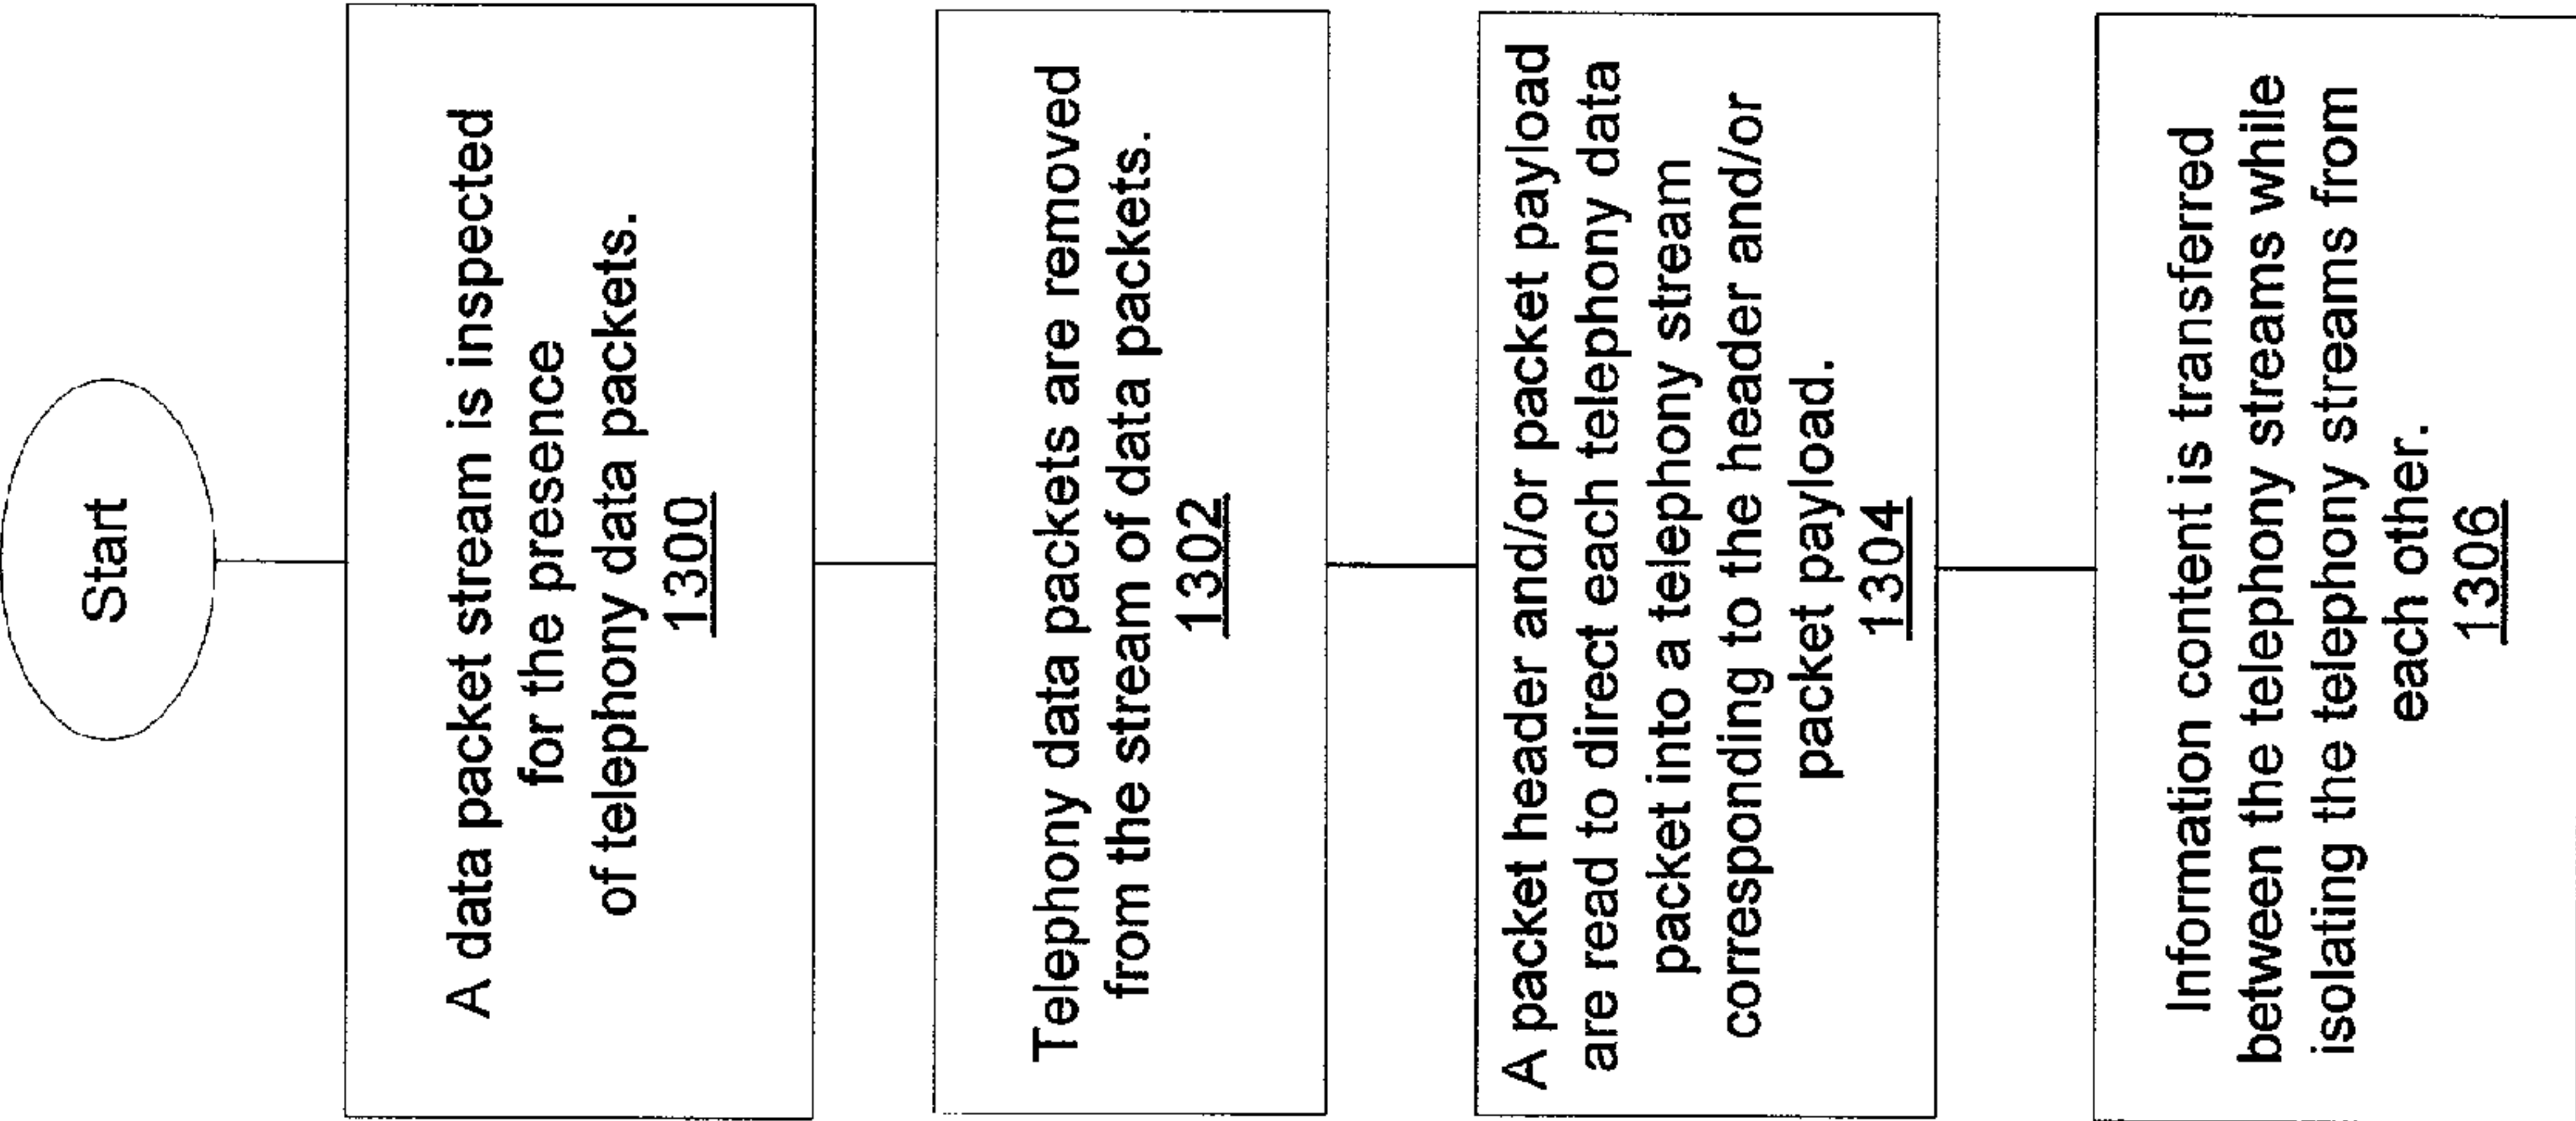 Start
A data packet stream is inspected
for the presence
of telephony data packets.
1300
Telephony data packets are removed
from the stream of data packets.
1302
A packet header and/or packet payload
are read to direct each telephony data
packet into a telephony stream
corresponding to the header and/or
packet payload.
1304
Information content is transferred
between the telephony streams while
isolating the telephony streams from
each other.
1306